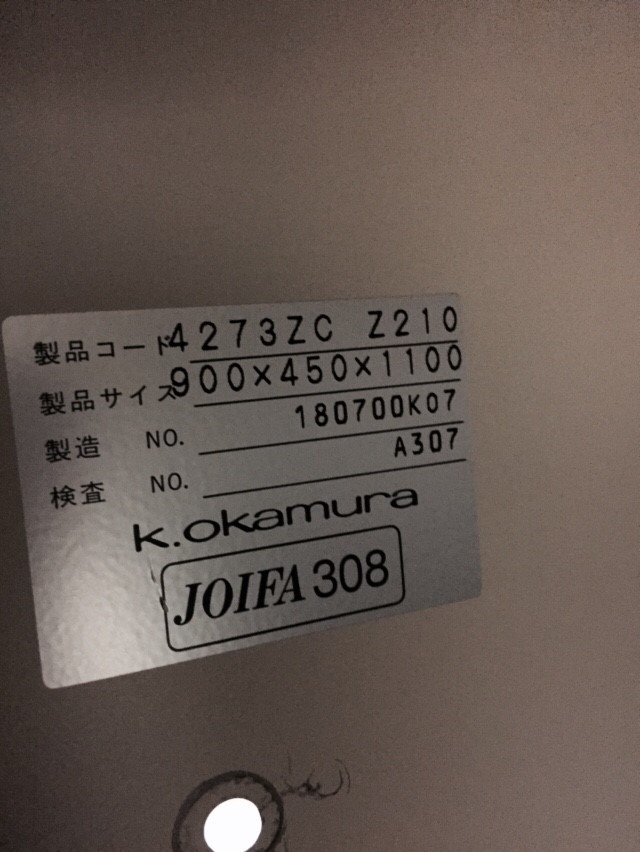 製品コード 4273ZC Z210
製品サイズ 900×450×1100
製造 NO. 180700K07
検査 NO. A307
k.okamura
JOIFA 308